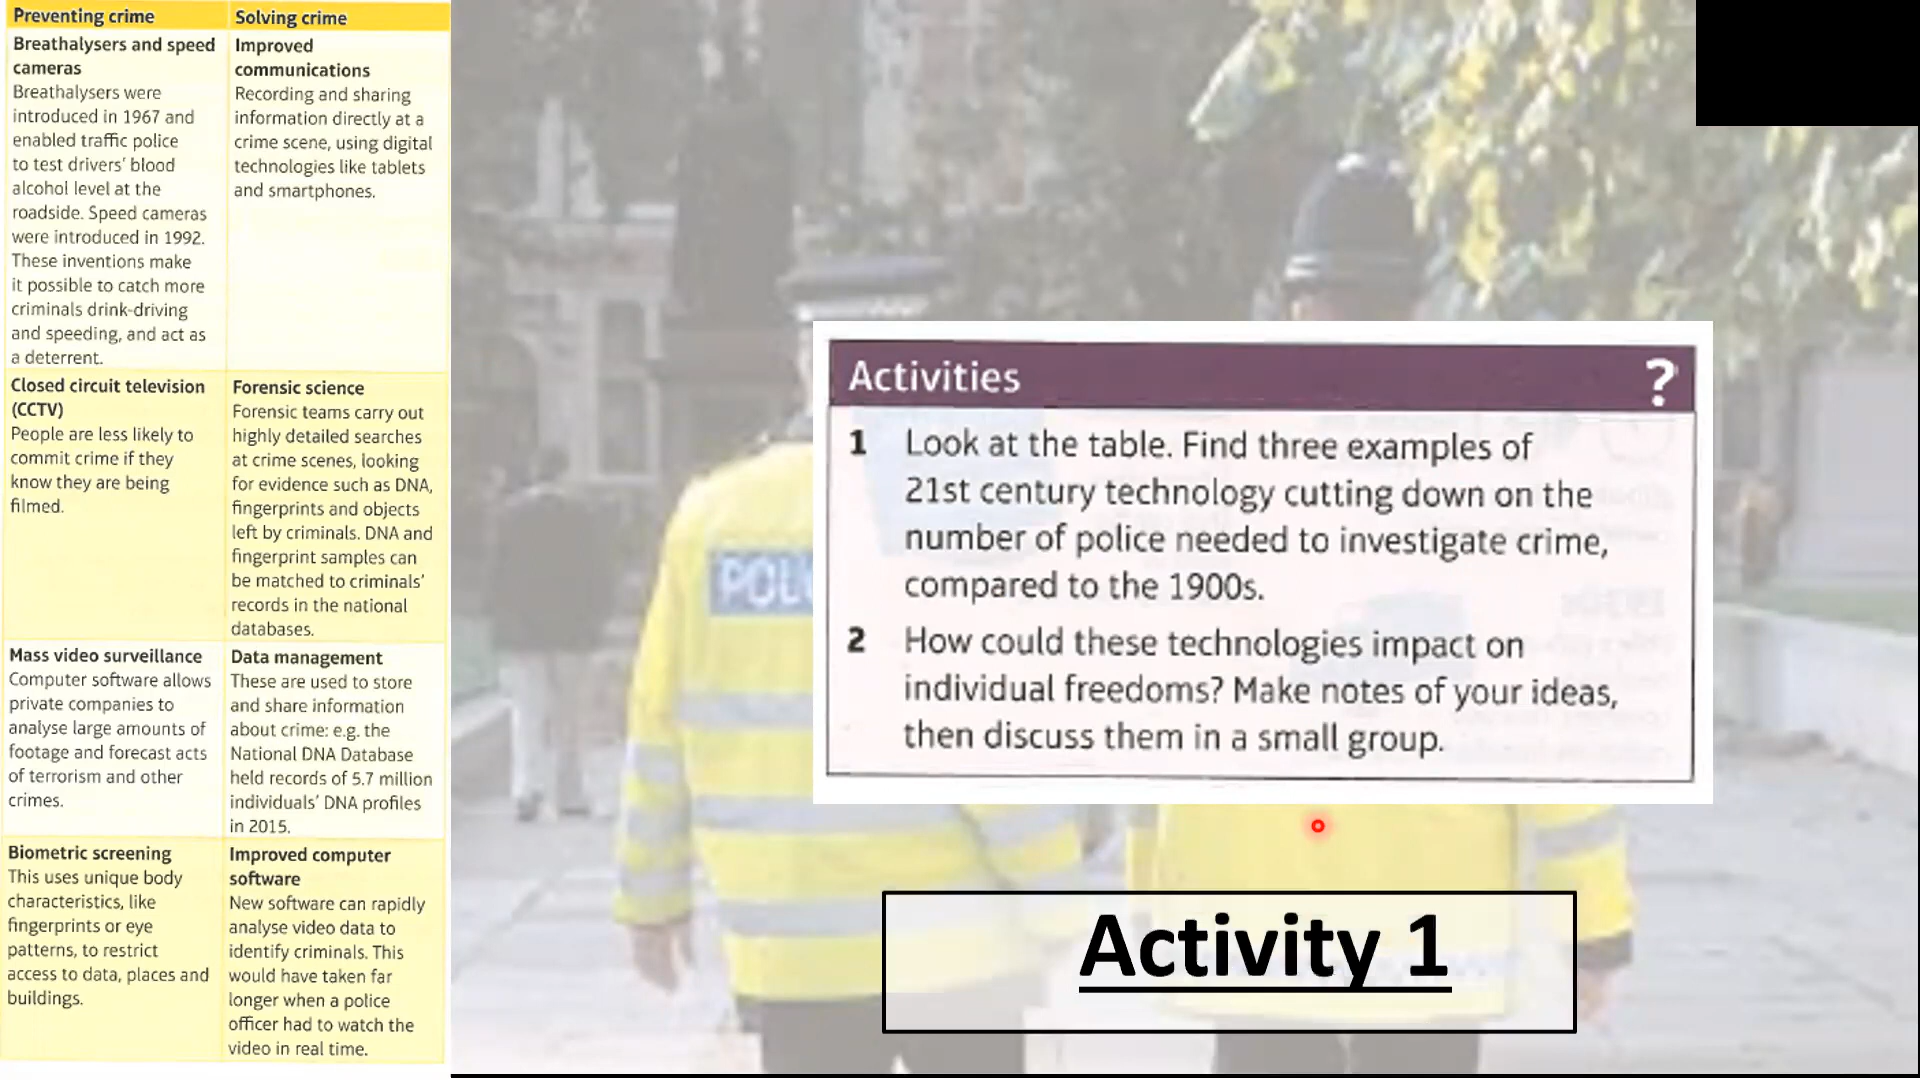 Preventing crime
Breathalysers and speed
cameras
Breathalysers were
introduced in 1967 and
enabled traffic police
to test drivers' blood
alcohol level at the
roadside. Speed cameras
were introduced in 1992.
These inventions make
it possible to catch more
criminals drink-driving
and speeding, and act as
a deterrent.
Closed circuit television
(CCTV)
People are less likely to
commit crime if they
know they are being
filmed.
Mass video surveillance
Computer software allows
private companies to
analyse large amounts of
footage and forecast acts
of terrorism and other
crimes.
Biometric screening
This uses unique body
characteristics, like
fingerprints or eye
patterns, to restrict
access to data, places and
buildings.
Solving crime
Improved
communications
Recording and sharing
information directly at a
crime scene, using digital
technologies like tablets
and smartphones.
Forensic science
Forensic teams carry out
highly detailed searches
at crime scenes, looking
for evidence such as DNA,
fingerprints and objects
left by criminals. DNA and
fingerprint samples can
be matched to criminals'
records in the national
databases.
Data management
These are used to store
and share information
about crime: e.g. the
National DNA Database
held records of 5.7 million
individuals' DNA profiles
in 2015.
Improved computer
software
New software can rapidly
analyse video data to
identify criminals. This
would have taken far
longer when a police
officer had to watch the
video in real time.
Activities ?
1 Look at the table. Find three examples of
21st century technology cutting down on the
number of police needed to investigate crime,
compared to the 1900s.
2 How could these technologies impact on
individual freedoms? Make notes of your ideas,
then discuss them in a small group.
Activity 1